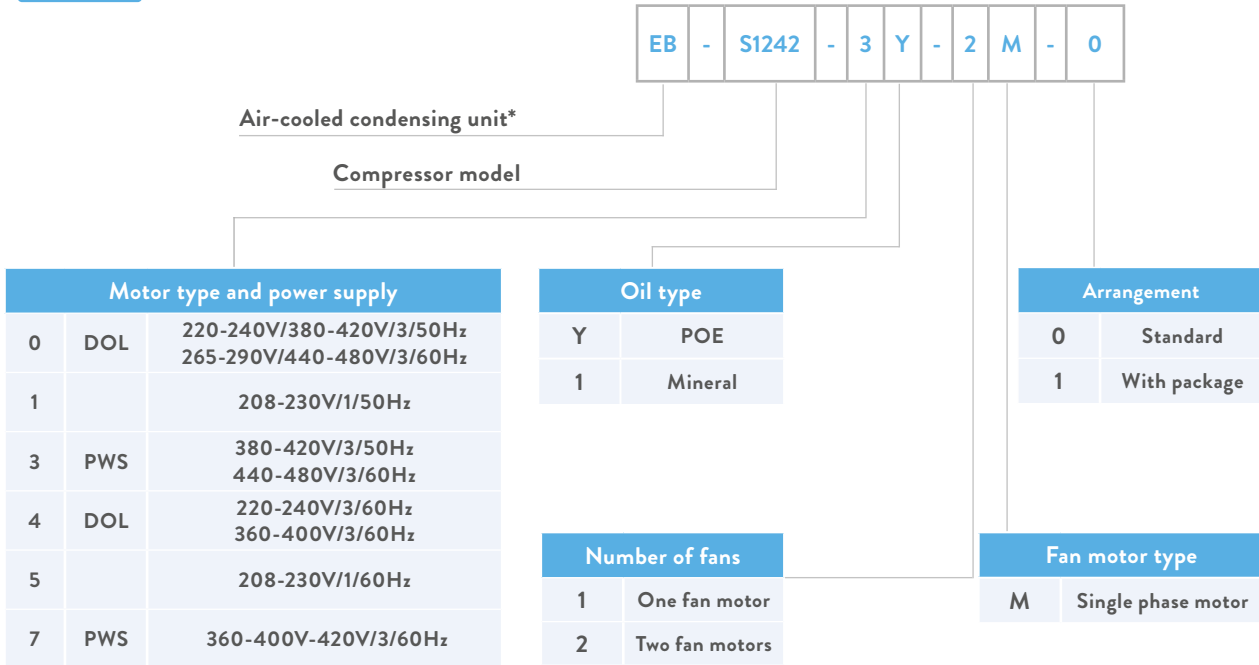 EB - S1242 - 3 Y - 2 M - 0
Air-cooled condensing unit*
Compressor model
Motor type and power supply
0 DOL 220-240V/380-420V/3/50Hz
265-290V/440-480V/3/60Hz
1 208-230V/1/50Hz
3 PWS 380-420V/3/50Hz
440-480V/3/60Hz
4 DOL 220-240V/3/60Hz
360-400V/3/60Hz
5 208-230V/1/60Hz
7 PWS 360-400V-420V/3/60Hz
Oil type
Y POE
1 Mineral
Arrangement
0 Standard
1 With package
Number of fans
1 One fan motor
2 Two fan motors
Fan motor type
M Single phase motor